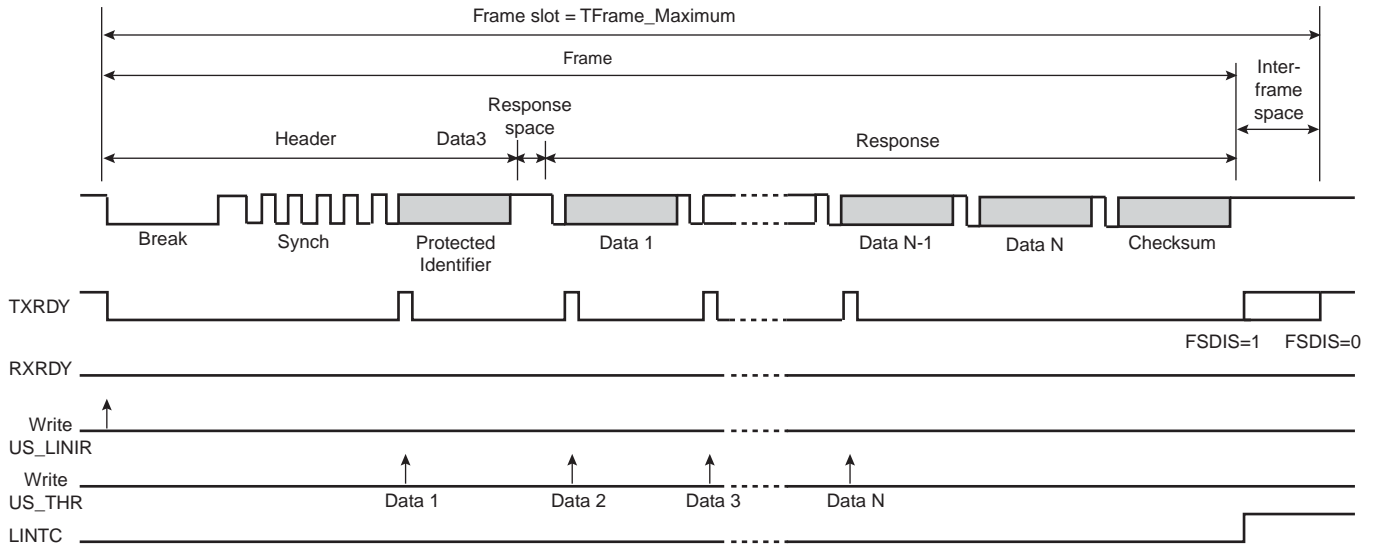 Frame slot = TFrame_Maximum
Frame
Inter-
frame
space
Response
space
Header
Data3
Response
Break
Synch
Protected
Identifier
Data 1
Data N-1
Data N
Checksum
TXRDY
FSDIS=1
FSDIS=0
RXRDY
Write
US_LINIR
Write
US_THR
Data 1
Data 2
Data 3
Data N
LINTC